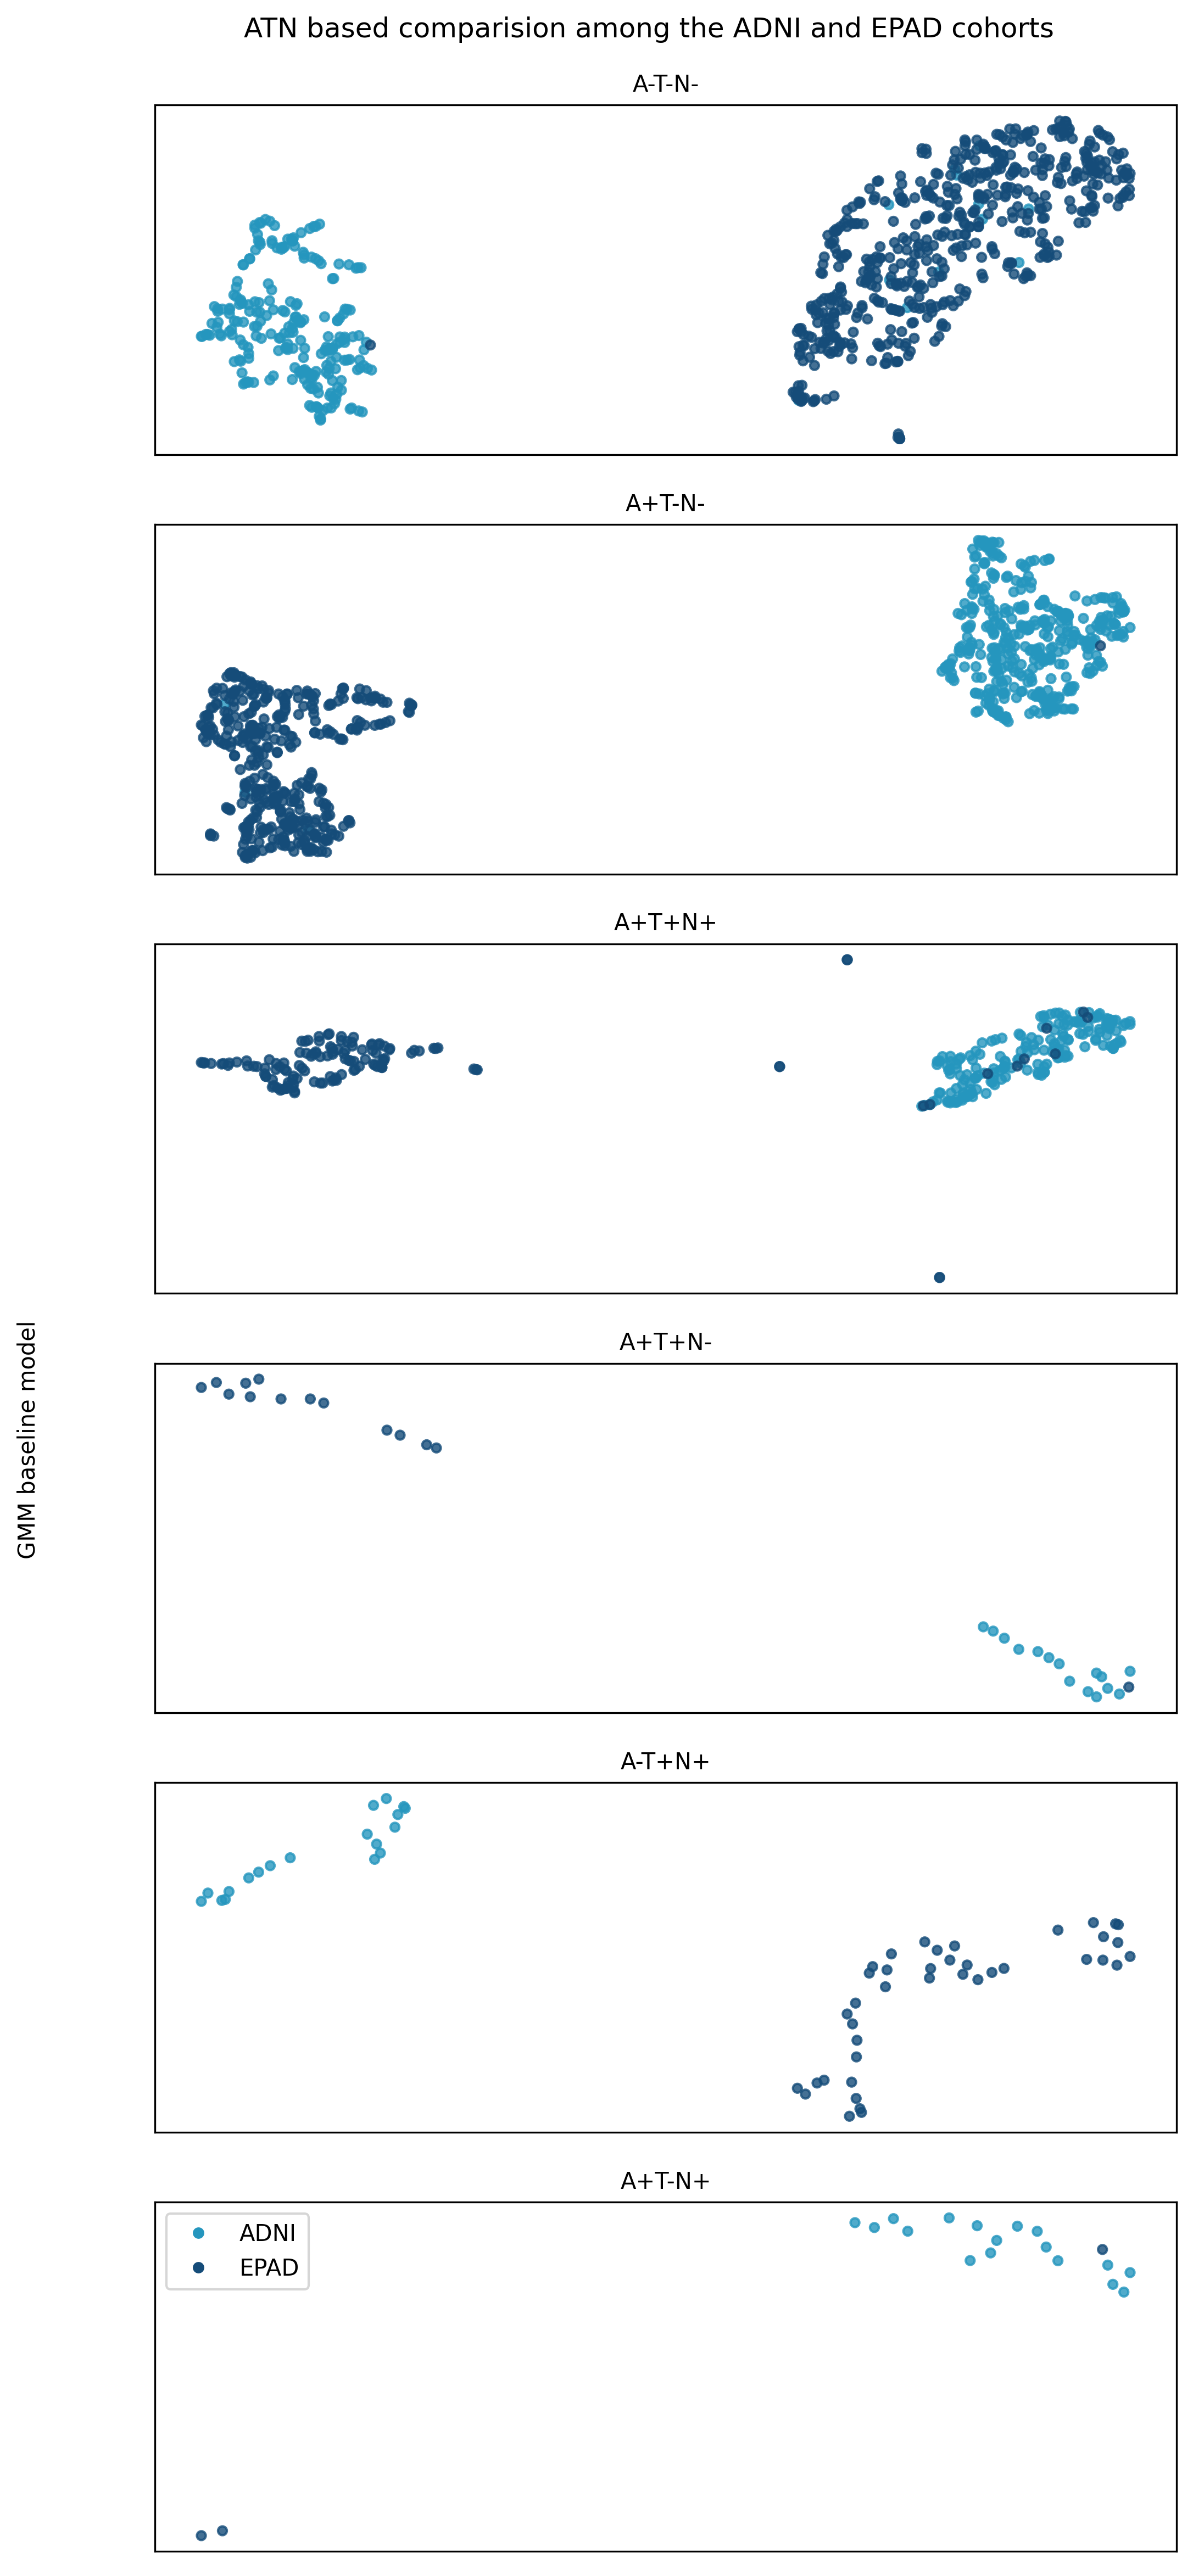 ATN based comparision among the ADNI and EPAD cohorts
A-T-N-
A+T-N-
A+T+N+
A+T+N-
A-T+N+
A+T-N+
ADNI
EPAD
GMM baseline model